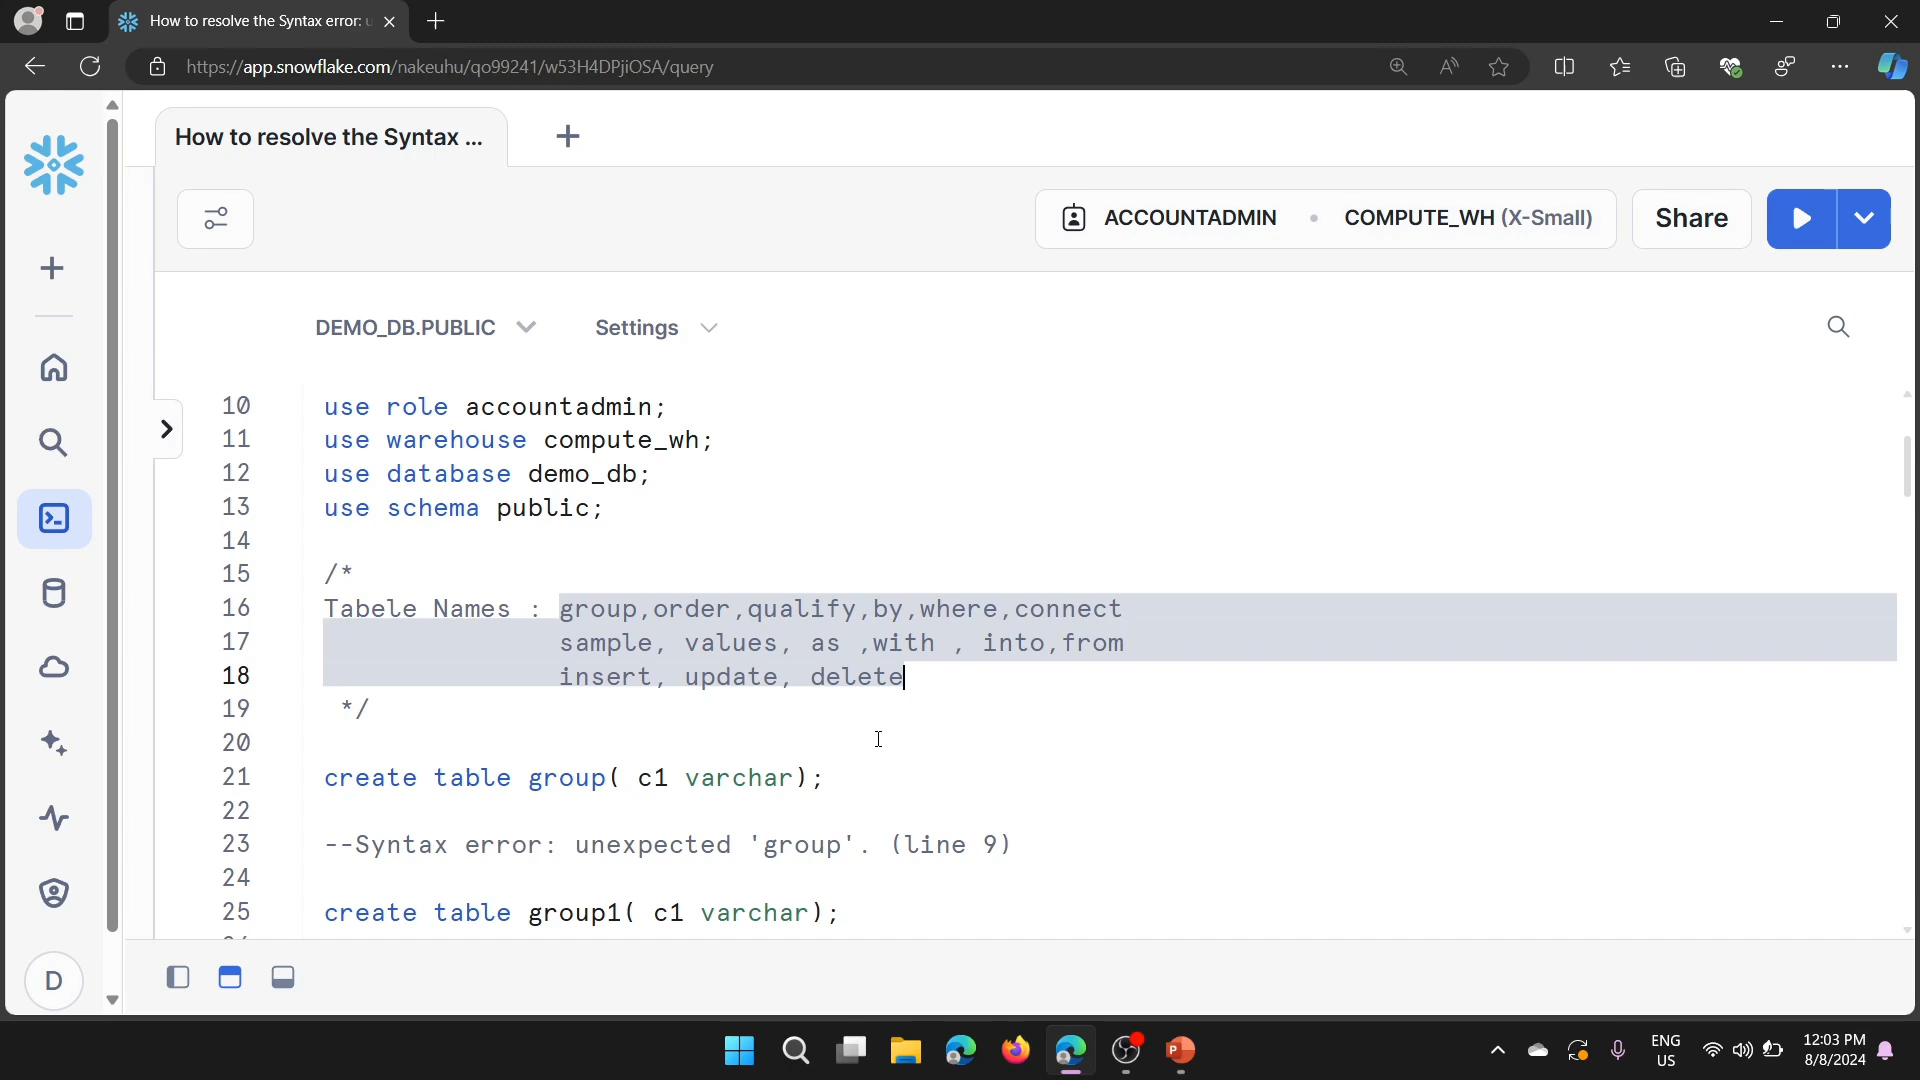 How to resolve the Syntax error: u
https://app.snowflake.com/nakeuhu/qo99241/w53H4DPjiOSA/query
How to resolve the Syntax ...
ACCOUNTADMIN • COMPUTE_WH (X-Small)
Share
DEMO_DB.PUBLIC
Settings
10 use role accountadmin;
11 use warehouse compute_wh;
12 use database demo_db;
13 use schema public;
14
15 /*
16 Tabele Names : group,order,qualify,by,where,connect
17 sample, values, as ,with , into,from
18 insert, update, delete
19 */
20
21 create table group( c1 varchar);
22
23 --Syntax error: unexpected 'group'. (line 9)
24
25 create table group1( c1 varchar);
D
ENG
US
12:03 PM
8/8/2024